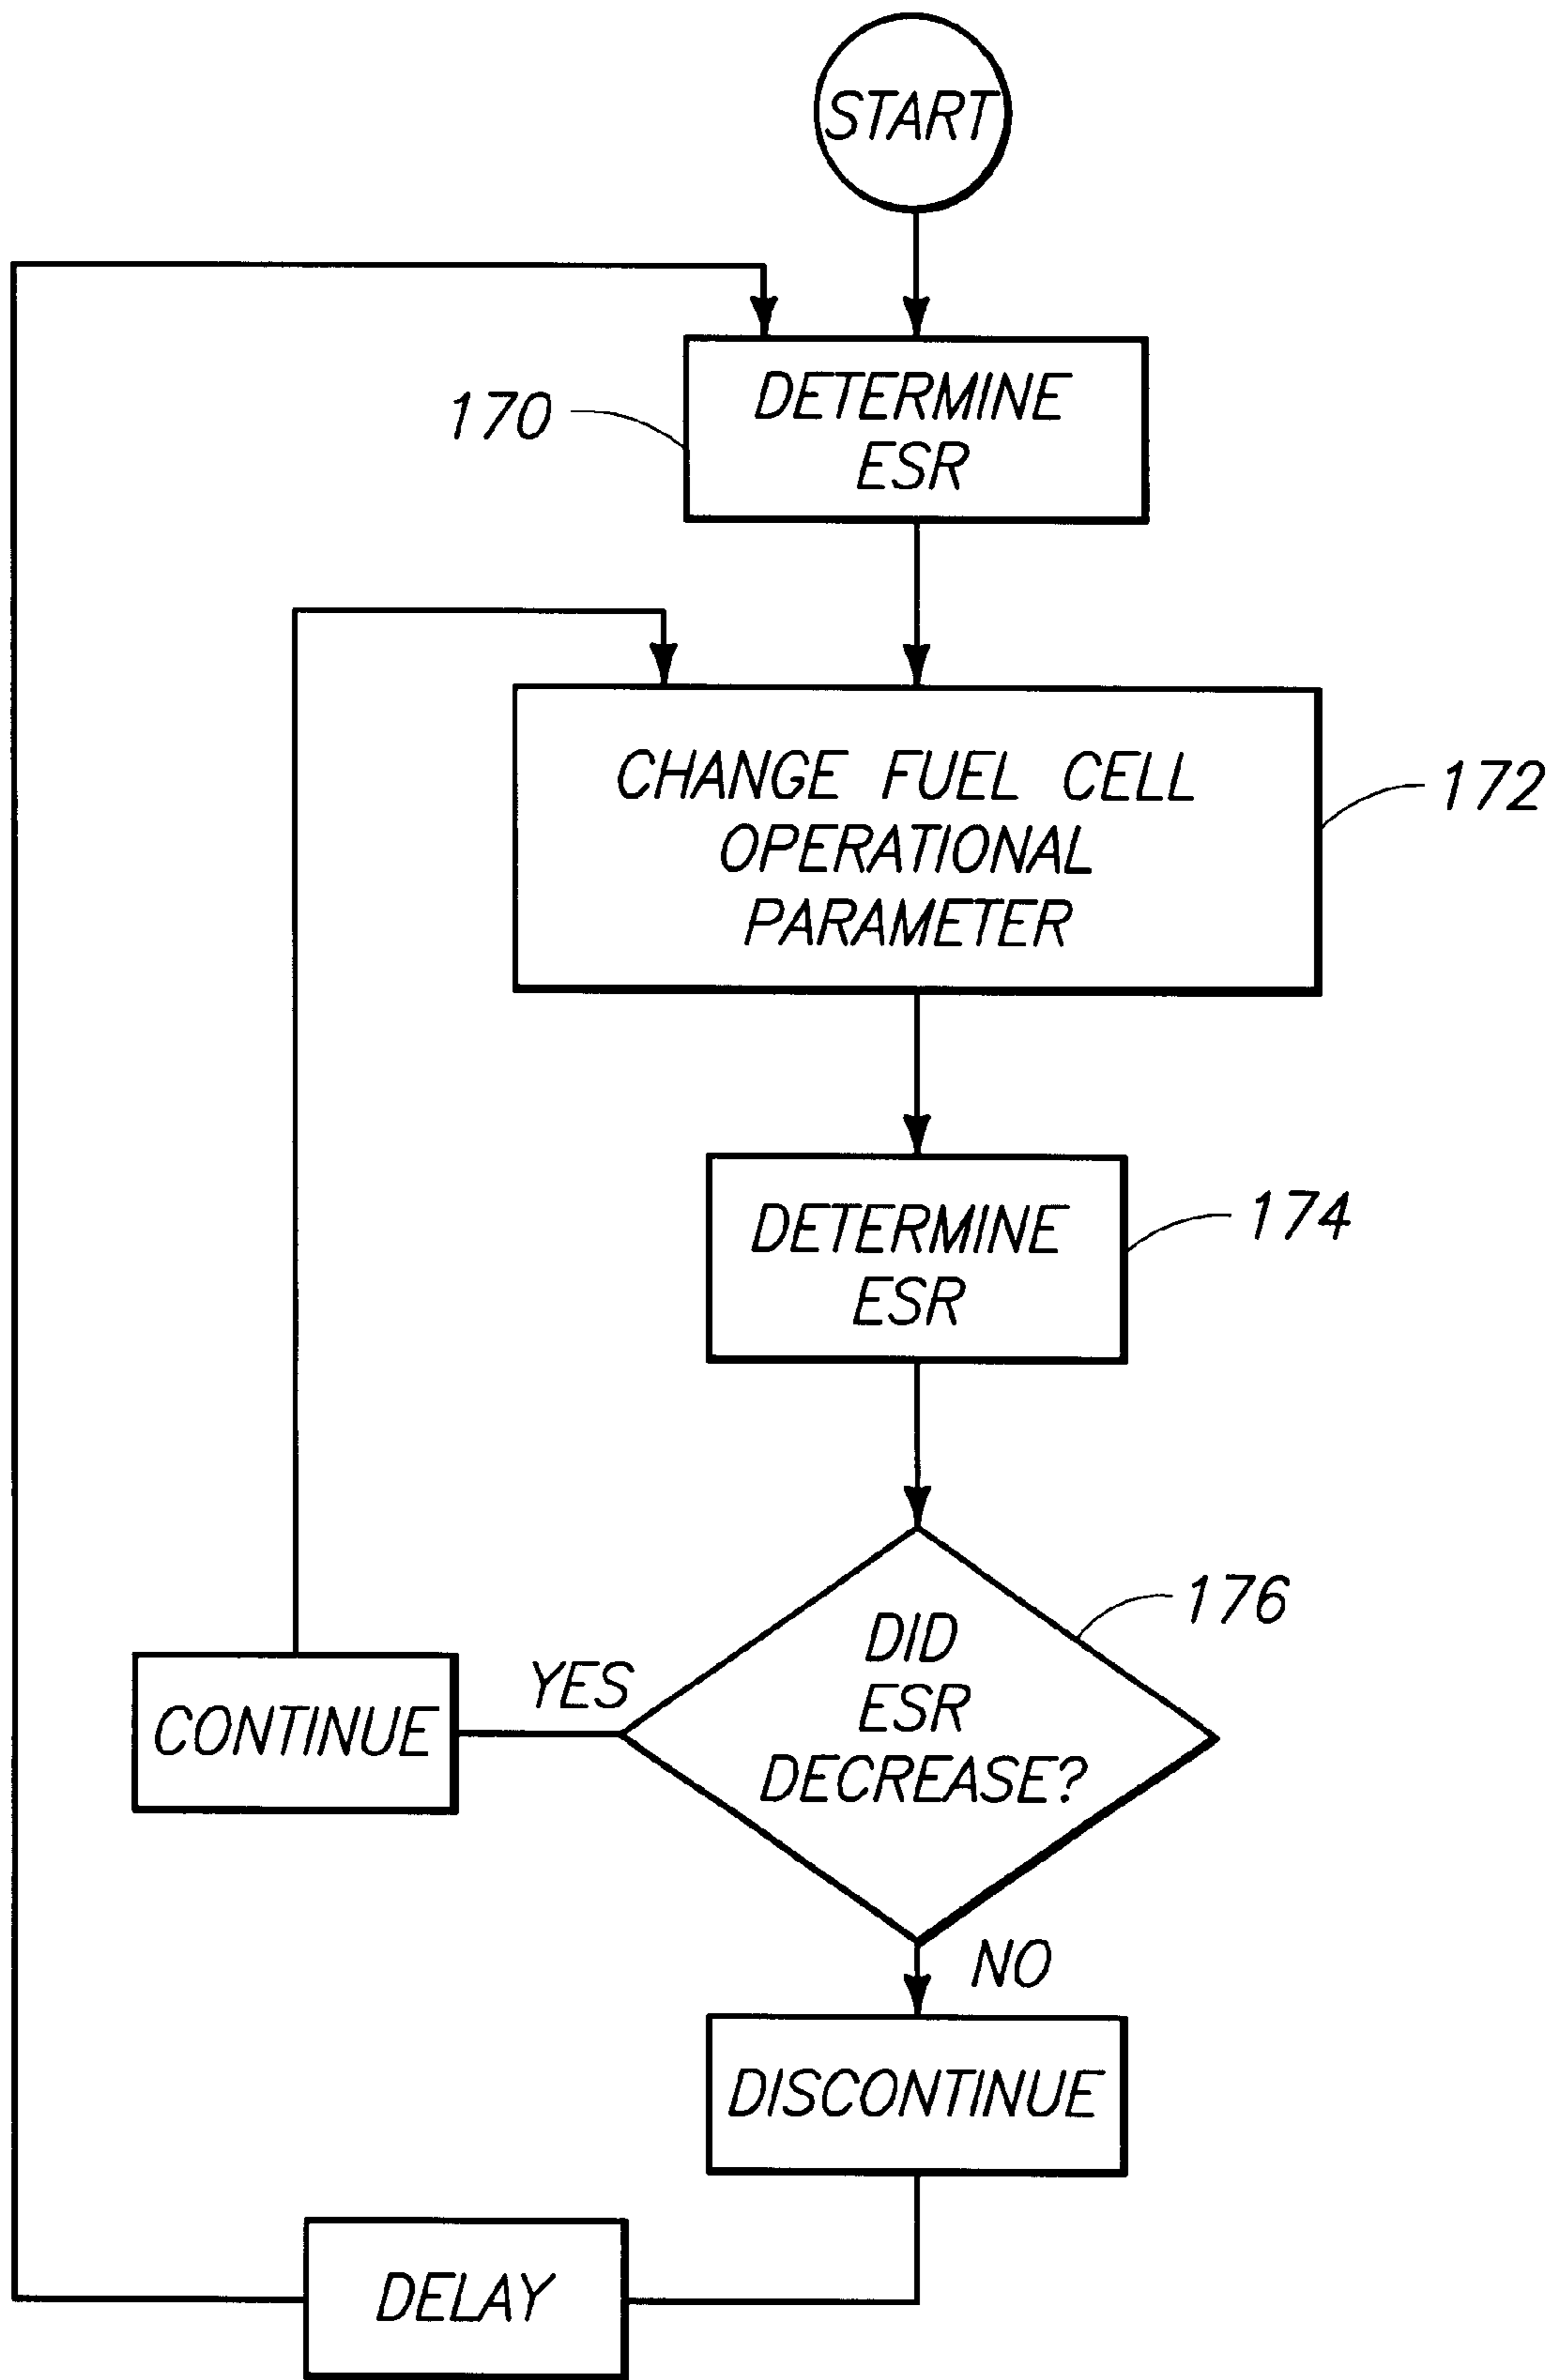 START
170
DETERMINE
ESR
CHANGE FUEL CELL
OPERATIONAL
PARAMETER
172
DETERMINE
ESR
174
176
DID
ESR
DECREASE?
YES
CONTINUE
NO
DISCONTINUE
DELAY